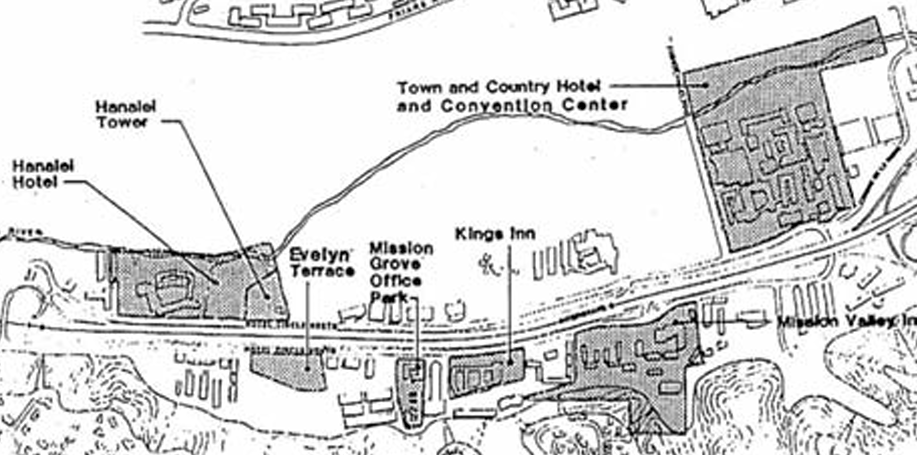 Town and Country Hotel
and Convention Center
Hanalei
Tower
Hanalei
Hotel
RIVER
Evelyn
Terrace
Mission
Grove
Office
Park
Kings Inn
Mission Valley Inn